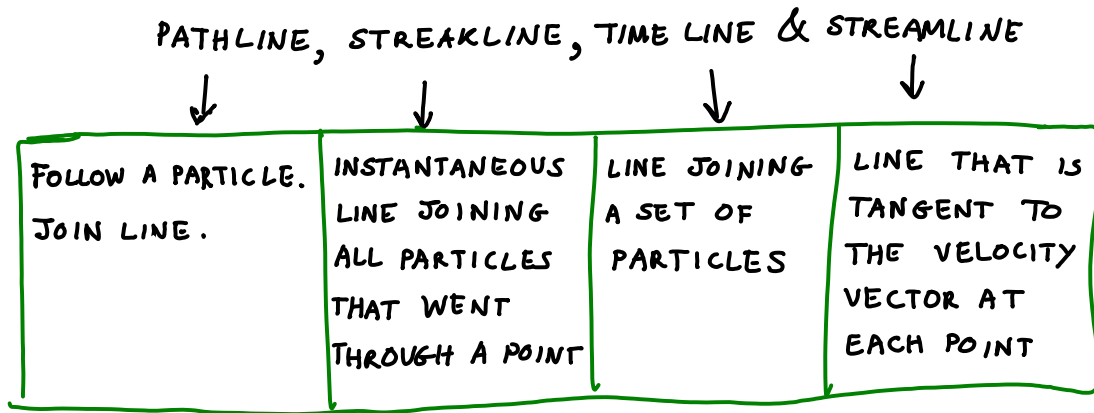 PATHLINE, STREAKLINE, TIME LINE & STREAMLINE
FOLLOW A PARTICLE.
JOIN LINE.
INSTANTANEOUS
LINE JOINING
ALL PARTICLES
THAT WENT
THROUGH A POINT
LINE JOINING
A SET OF
PARTICLES
LINE THAT IS
TANGENT TO
THE VELOCITY
VECTOR AT
EACH POINT